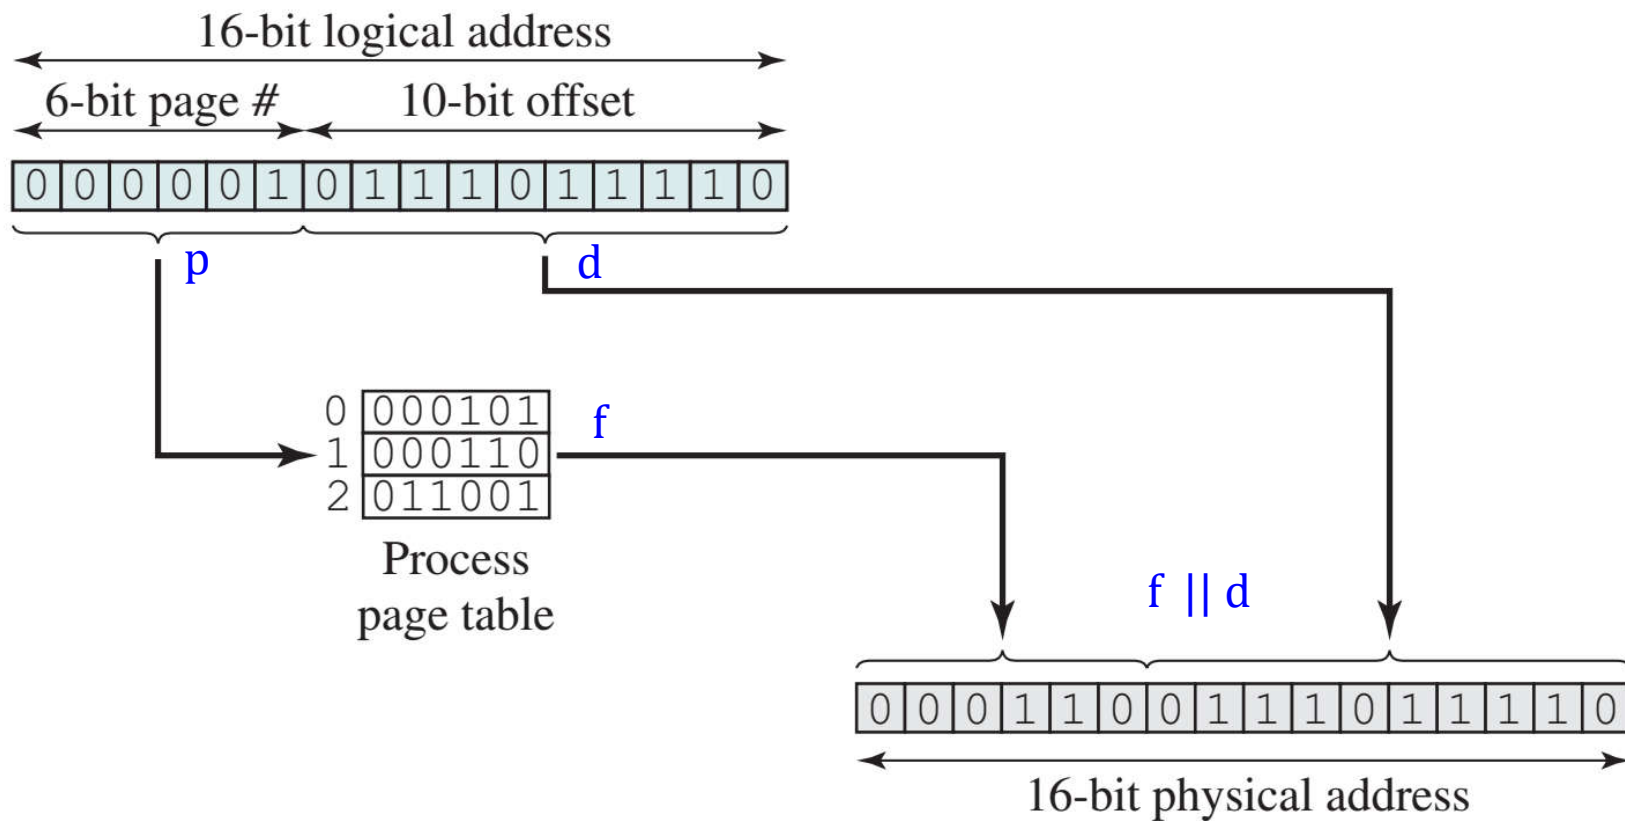 16-bit logical address
6-bit page # 10-bit offset
0 0 0 0 0 1 0 1 1 1 0 1 1 1 1 0
p d
0 000101 f
1 000110
2 011001
Process
page table
f || d
0 0 0 1 1 0 0 1 1 1 0 1 1 1 1 0
16-bit physical address